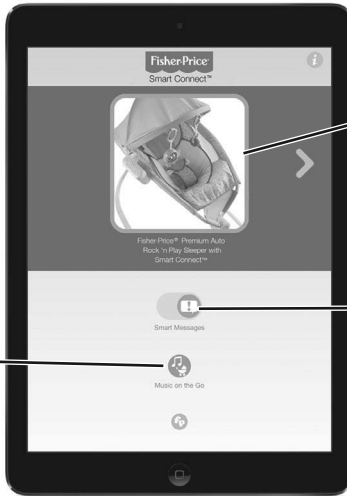 Fisher-Price
Smart Connect™
i
Fisher-Price® Premium Auto
Rock 'n Play Sleeper with
Smart Connect™
Smart Messages
Music on the Go